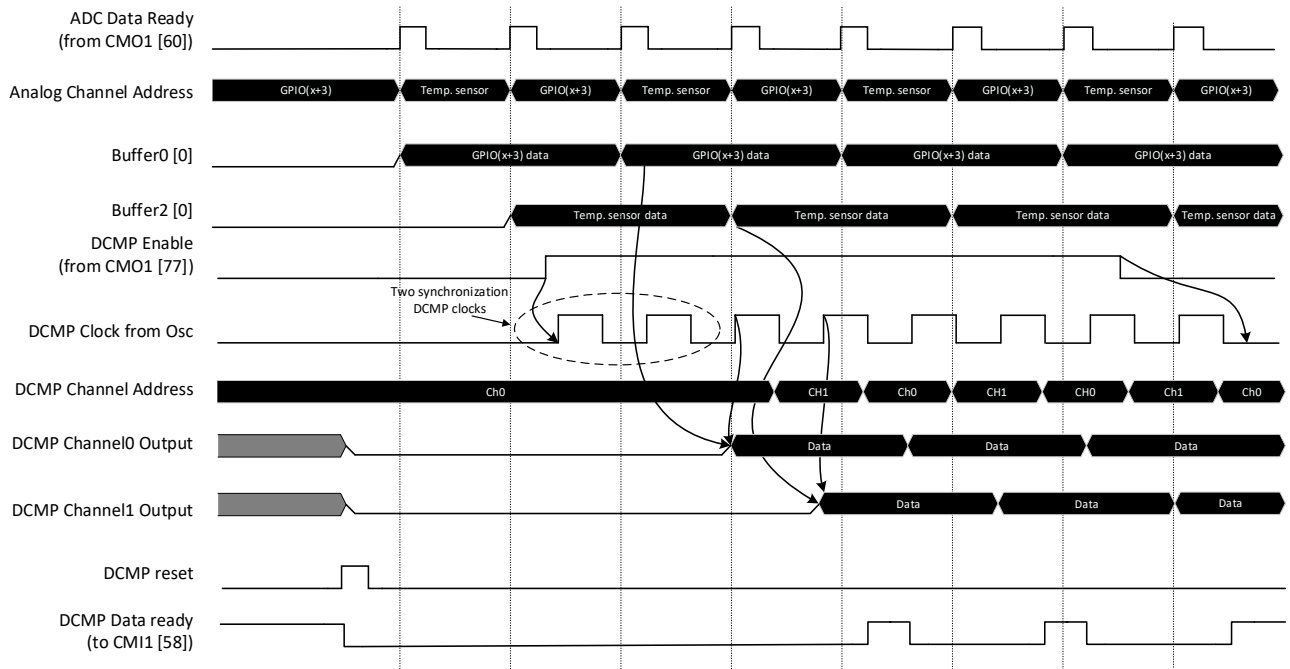 ADC Data Ready
(from CMO1 [60])
Analog Channel Address
GPIO(x+3)
Temp. sensor
GPIO(x+3)
Temp. sensor
GPIO(x+3)
Temp. sensor
GPIO(x+3)
Temp. sensor
GPIO(x+3)
Buffer0 [0]
GPIO(x+3) data
GPIO(x+3) data
GPIO(x+3) data
GPIO(x+3) data
Buffer2 [0]
Temp. sensor data
Temp. sensor data
Temp. sensor data
Temp. sensor data
DCMP Enable
(from CMO1 [77])
Two synchronization
DCMP clocks
DCMP Clock from Osc
DCMP Channel Address
Ch0
CH1
Ch0
CH1
CH0
Ch1
Ch0
DCMP Channel0 Output
Data
Data
Data
DCMP Channel1 Output
Data
Data
Data
DCMP reset
DCMP Data ready
(to CMI1 [58])